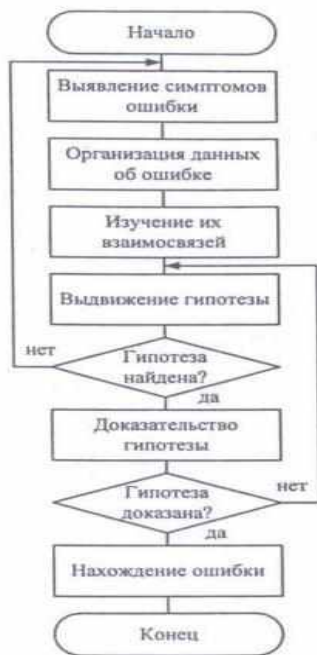 Начало
Выявление симптомов
ошибки
Организация данных
об ошибке
Изучение их
взаимосвязей
Выдвижение гипотезы
нет
Гипотеза
найдена?
да
Доказательство
гипотезы
Гипотеза
доказана?
нет
да
Нахождение ошибки
Конец